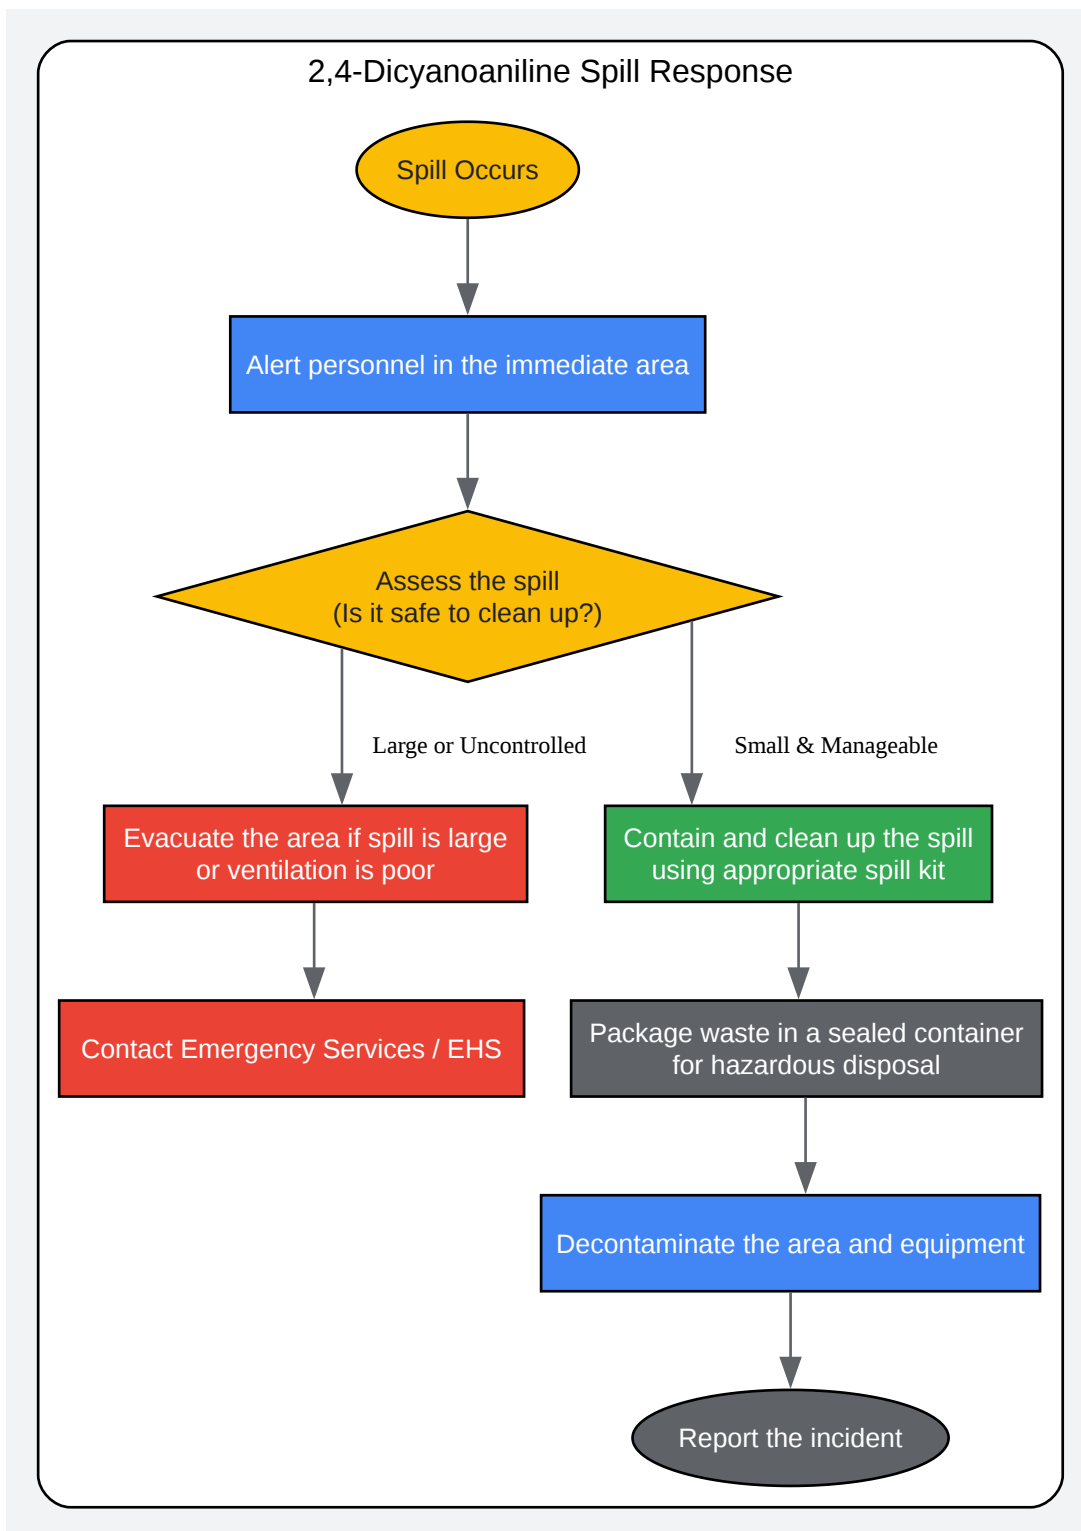 2,4-Dicyanoaniline Spill Response
Spill Occurs
Alert personnel in the immediate area
Assess the spill
(Is it safe to clean up?)
Large or Uncontrolled
Small & Manageable
Evacuate the area if spill is large
or ventilation is poor
Contain and clean up the spill
using appropriate spill kit
Contact Emergency Services / EHS
Package waste in a sealed container
for hazardous disposal
Decontaminate the area and equipment
Report the incident